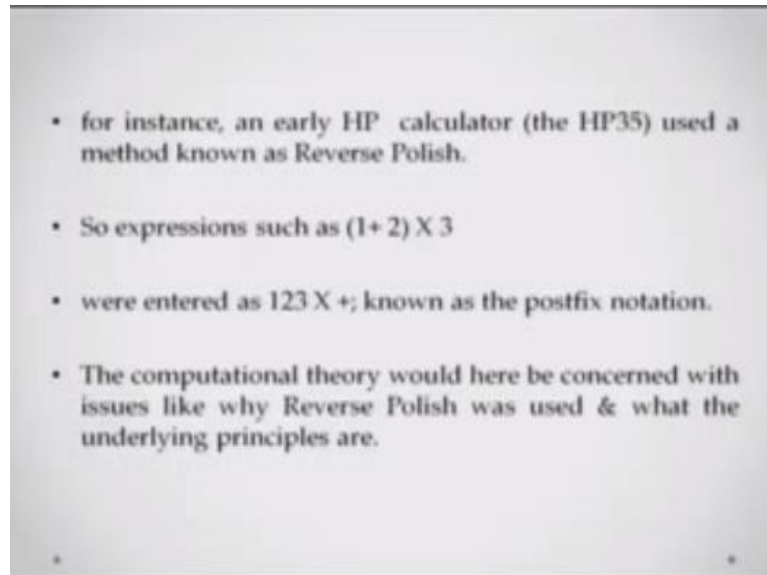 • for instance, an early HP calculator (the HP35) used a
method known as Reverse Polish.
• So expressions such as (1+ 2) X 3
• were entered as 123 X +; known as the postfix notation.
• The computational theory would here be concerned with
issues like why Reverse Polish was used & what the
underlying principles are.